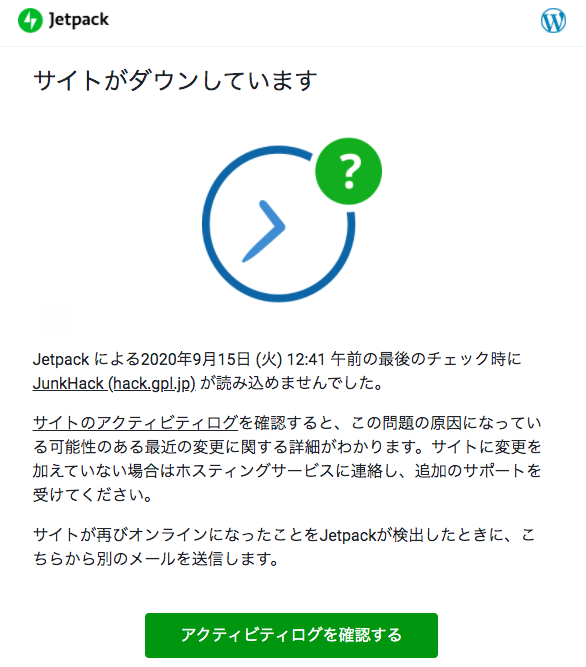 Jetpack
サイトがダウンしています
?
Jetpack による2020年9月15日 (火) 12:41 午前の最後のチェック時に
JunkHack (hack.gpl.jp) が読み込めませんでした。
サイトのアクティビティログを確認すると、この問題の原因になってい
る可能性のある最近の変更に関する詳細がわかります。サイトに変更を
加えていない場合はホスティングサービスに連絡し、追加のサポートを
受けてください。
サイトが再びオンラインになったことをJetpackが検出したときに、こ
ちらから別のメールを送信します。
アクティビティログを確認する